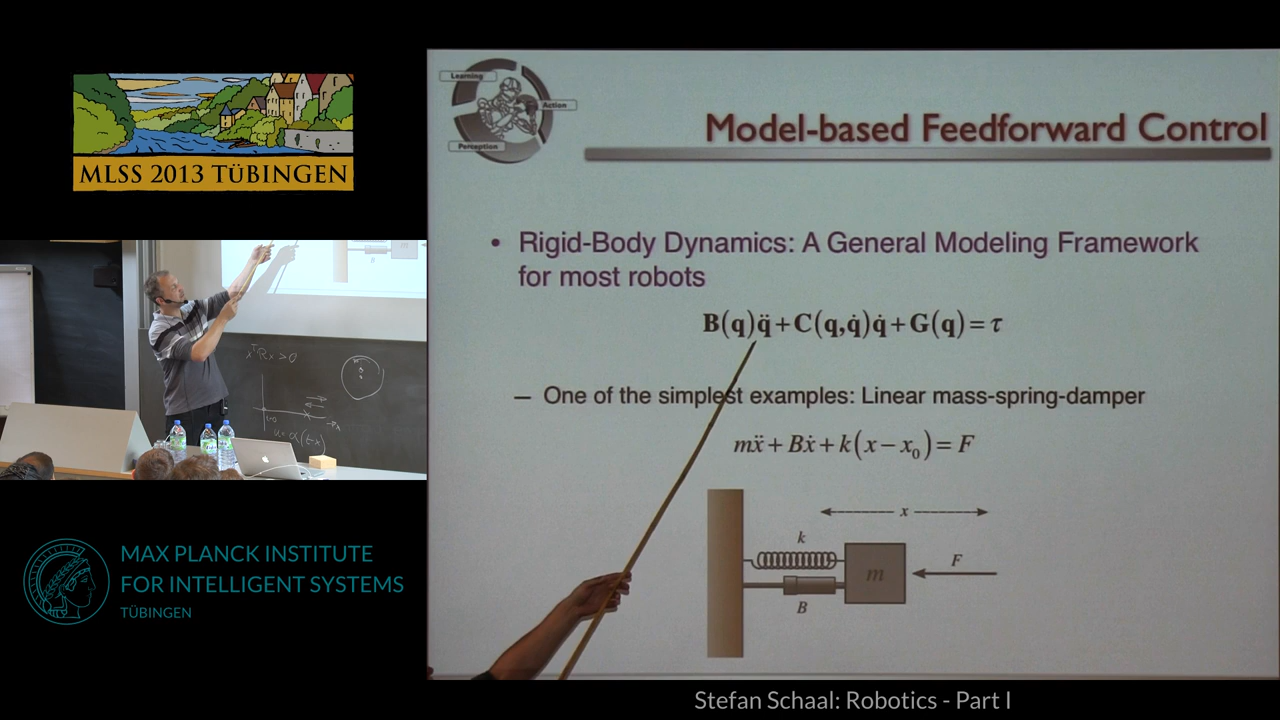 MLSS 2013 TÜBINGEN
Learning
Action
Perception
Model-based Feedforward Control
• Rigid-Body Dynamics: A General Modeling Framework
for most robots
B(q)q̈ + C(q,q̇)q̇ + G(q) = τ
– One of the simplest examples: Linear mass-spring-damper
mẍ + Bẋ + k(x − x₀) = F
x
k
m
F
B
xᵀRx > 0
MAX PLANCK INSTITUTE
FOR INTELLIGENT SYSTEMS
TÜBINGEN
Stefan Schaal: Robotics - Part I